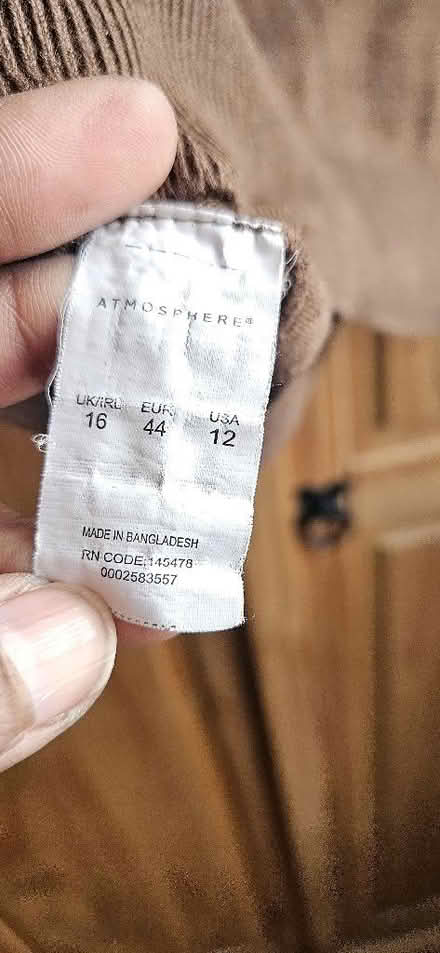 ATMOSPHERE®
UK/IRL EUR USA
16 44 12
MADE IN BANGLADESH
RN CODE:145478
0002583557